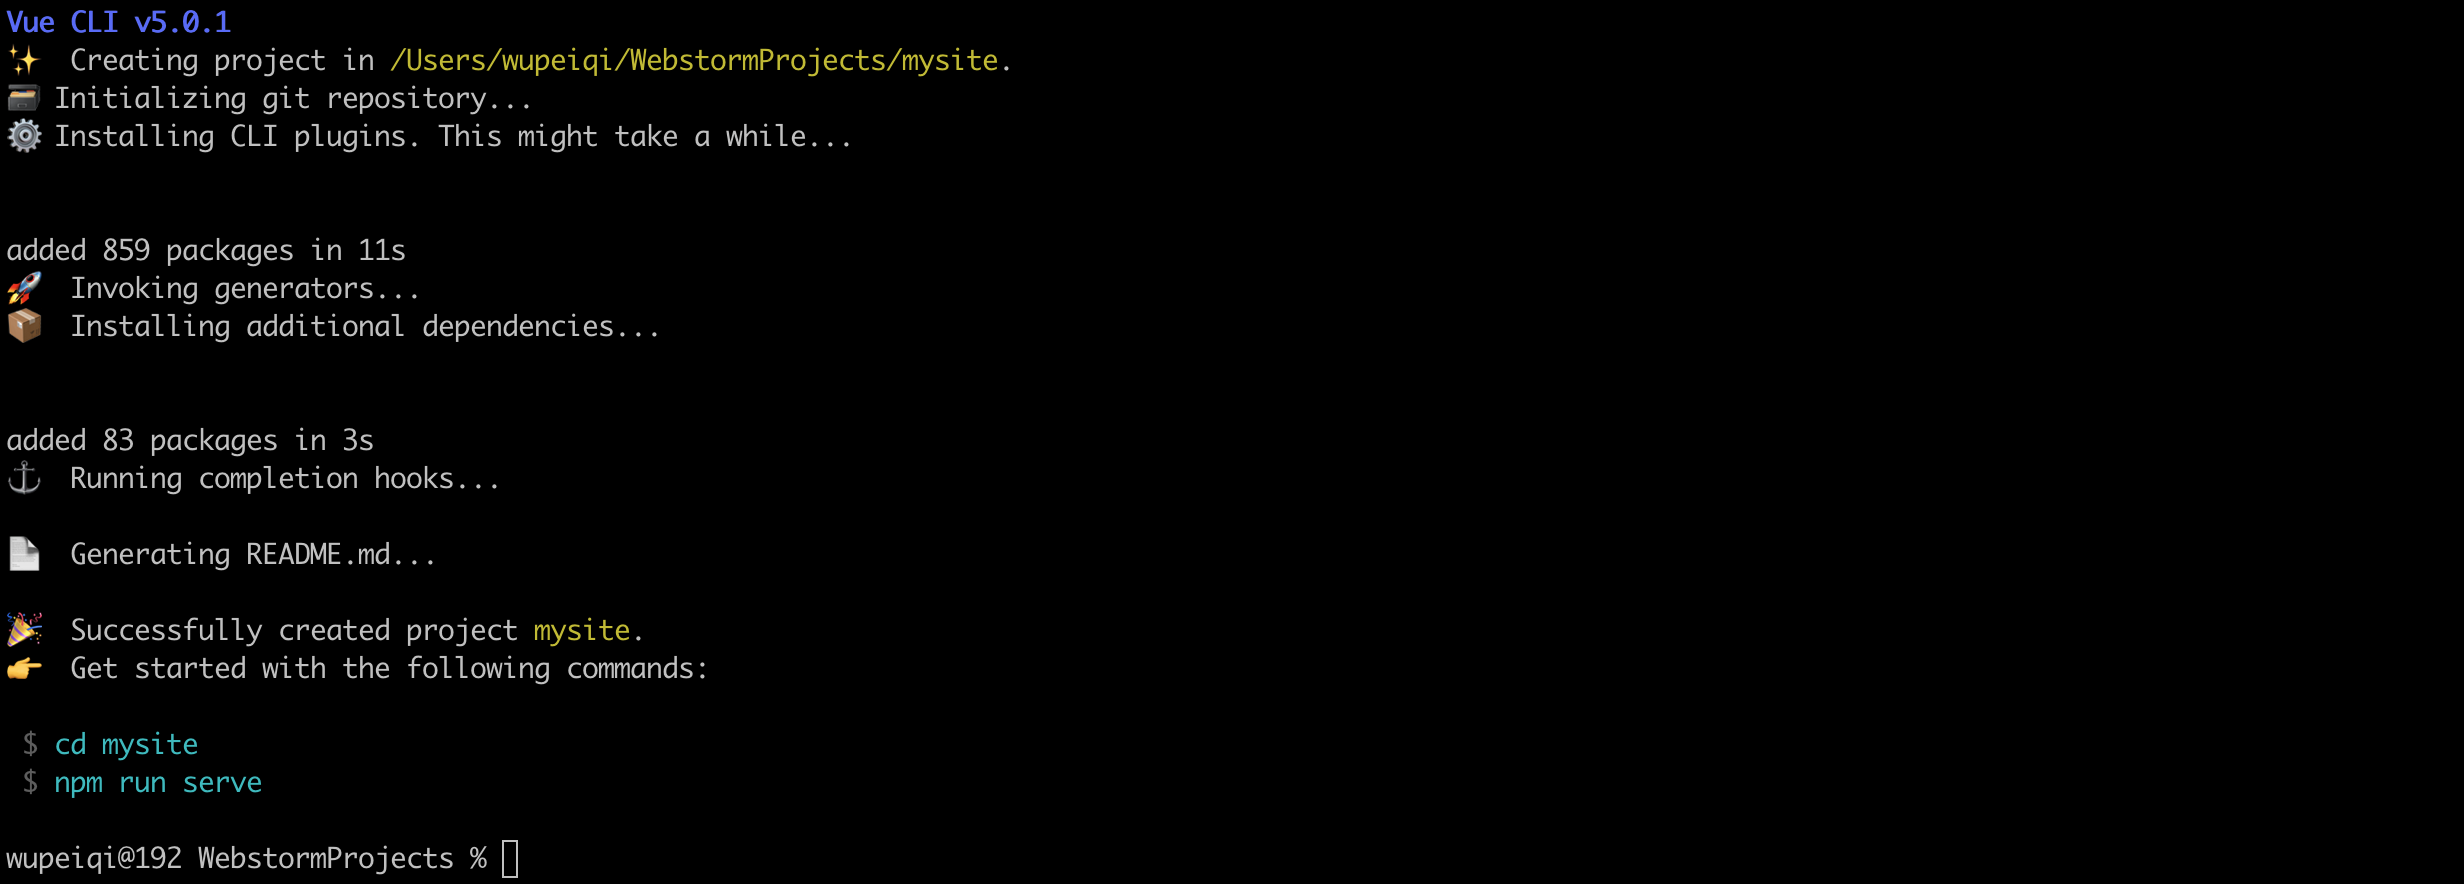 Vue CLI v5.0.1
✨  Creating project in /Users/wupeiqi/WebstormProjects/mysite.
🗃 Initializing git repository...
⚙️ Installing CLI plugins. This might take a while...
added 859 packages in 11s
🚀  Invoking generators...
📦  Installing additional dependencies...
added 83 packages in 3s
⚓  Running completion hooks...
📄  Generating README.md...
🎉  Successfully created project mysite.
👉  Get started with the following commands:
$ cd mysite
$ npm run serve
wupeiqi@192 WebstormProjects %